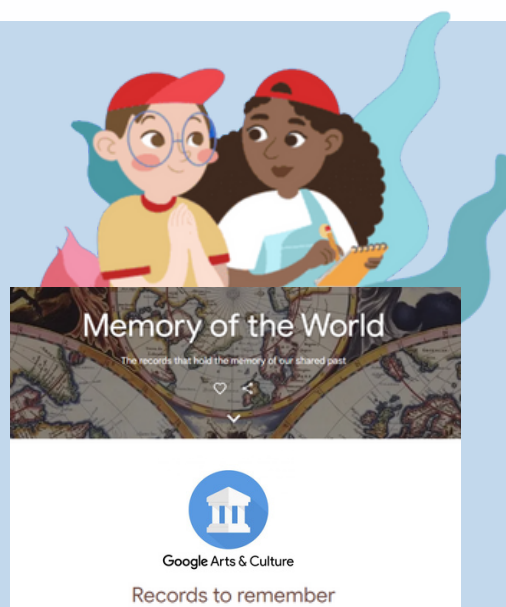 Memory of the World
The records that hold the memory of our shared past
Google Arts & Culture
Records to remember